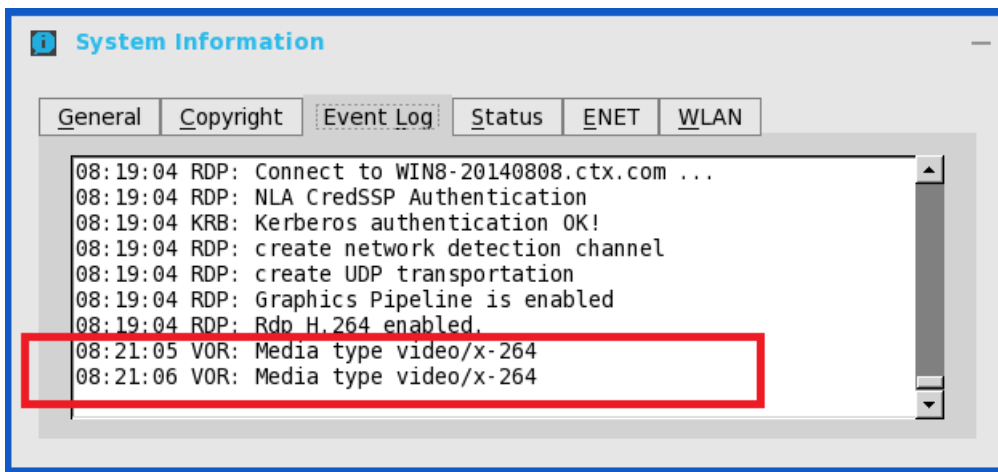 System Information
General Copyright Event Log Status ENET WLAN
08:19:04 RDP: Connect to WIN8-20140808.ctx.com ...
08:19:04 RDP: NLA CredSSP Authentication
08:19:04 KRB: Kerberos authentication OK!
08:19:04 RDP: create network detection channel
08:19:04 RDP: create UDP transportation
08:19:04 RDP: Graphics Pipeline is enabled
08:19:04 RDP: Rdp H.264 enabled.
08:21:05 VOR: Media type video/x-264
08:21:06 VOR: Media type video/x-264